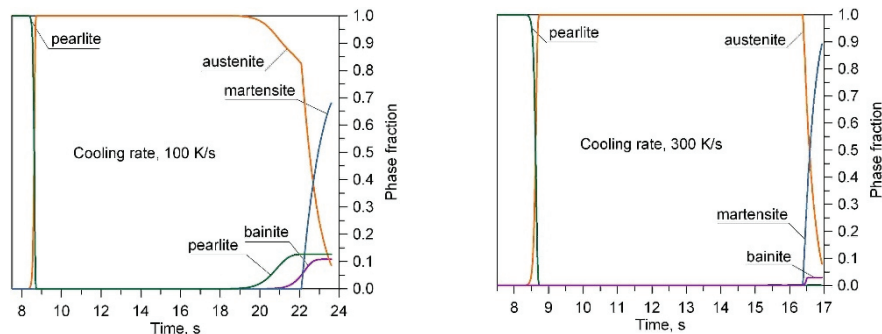 1.0
pearlite
0.9
austenite
0.8
martensite
0.7
0.6
Cooling rate, 100 K/s
0.5
0.4
0.3
bainite
0.2
pearlite
0.1
0.0
Phase fraction
8 10 12 14 16 18 20 22 24
Time, s
1.0
pearlite
austenite
0.9
0.8
0.7
0.6
Cooling rate, 300 K/s
0.5
0.4
0.3
martensite
0.2
bainite
0.1
0.0
Phase fraction
8 9 10 11 12 13 14 15 16 17
Time, s